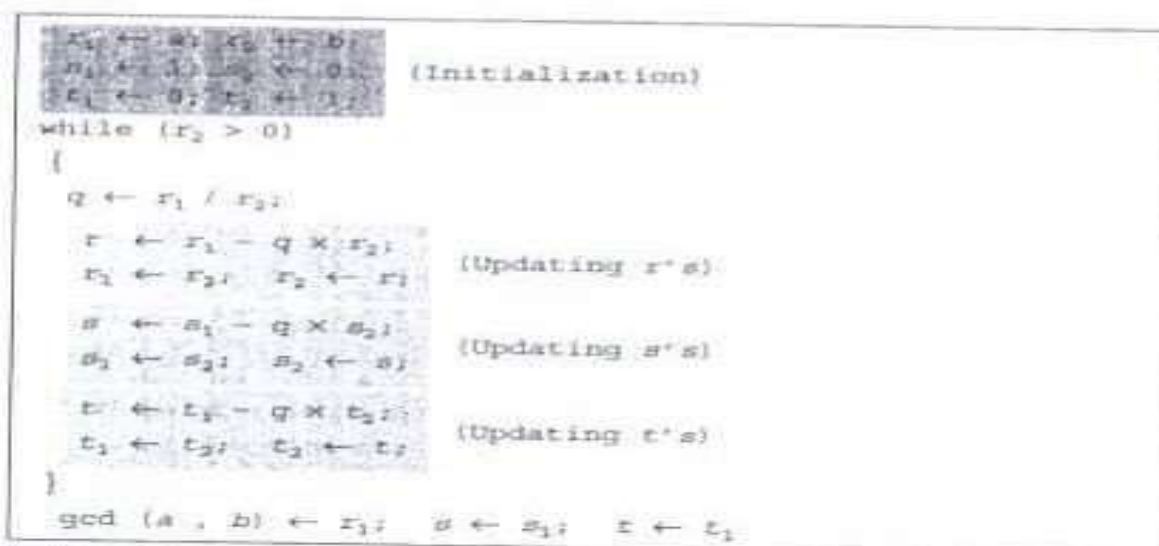 r₁ ← a; r₂ ← b;
s₁ ← 1; s₂ ← 0; (Initialization)
t₁ ← 0; t₂ ← 1;
while (r₂ > 0)
{
q ← r₁ / r₂;
r ← r₁ − q × r₂;
r₁ ← r₂; r₂ ← r; (Updating r's)
s ← s₁ − q × s₂;
s₁ ← s₂; s₂ ← s; (Updating s's)
t ← t₁ − q × t₂;
t₁ ← t₂; t₂ ← t; (Updating t's)
}
gcd (a , b) ← r₁; s ← s₁; t ← t₁